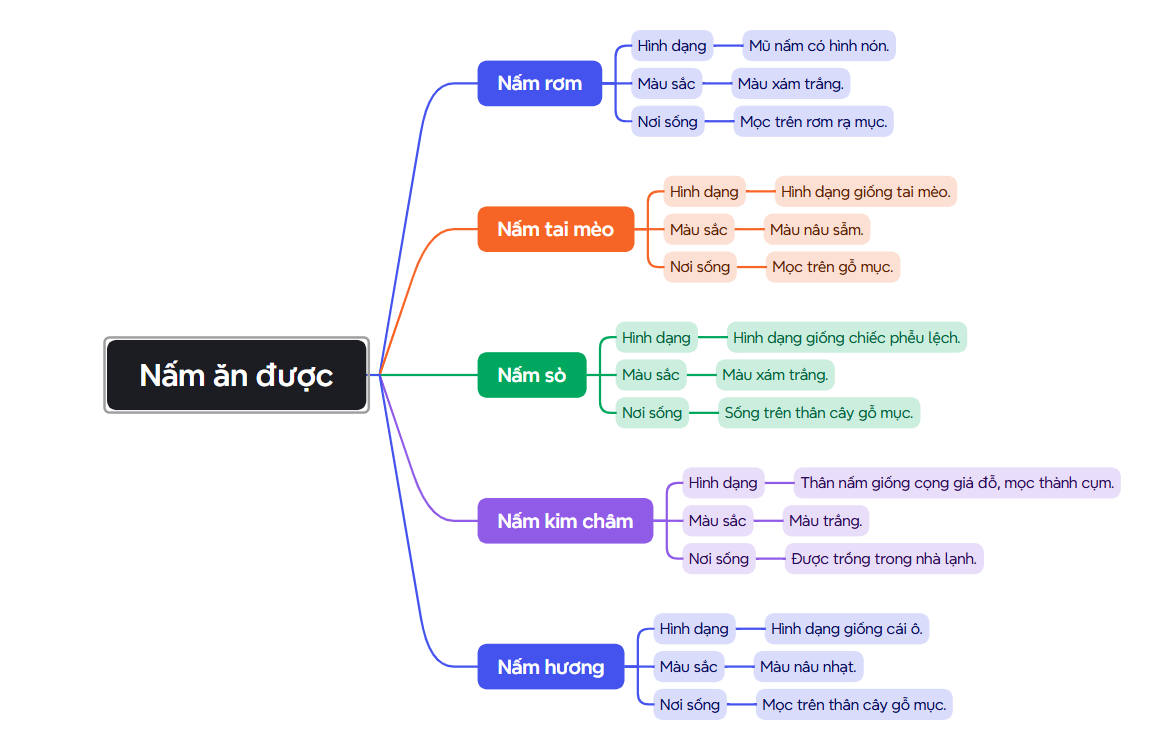 Nấm ăn được
Nấm rơm
Hình dạng
Mũ nấm có hình nón.
Màu sắc
Màu xám trắng.
Nơi sống
Mọc trên rơm rạ mục.
Nấm tai mèo
Hình dạng
Hình dạng giống tai mèo.
Màu sắc
Màu nâu sẫm.
Nơi sống
Mọc trên gỗ mục.
Nấm sò
Hình dạng
Hình dạng giống chiếc phễu lệch.
Màu sắc
Màu xám trắng.
Nơi sống
Sống trên thân cây gỗ mục.
Nấm kim châm
Hình dạng
Thân nấm giống cọng giá đỗ, mọc thành cụm.
Màu sắc
Màu trắng.
Nơi sống
Được trồng trong nhà lạnh.
Nấm hương
Hình dạng
Hình dạng giống cái ô.
Màu sắc
Màu nâu nhạt.
Nơi sống
Mọc trên thân cây gỗ mục.